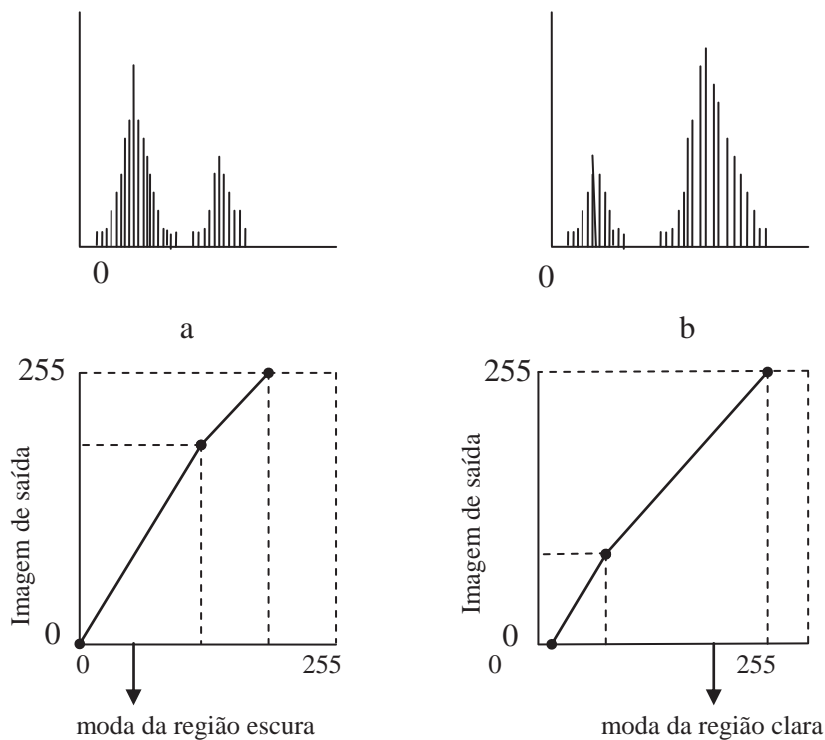 0
0
a
b
255
Imagem de saída
0
0
255
moda da região escura
255
Imagem de saída
0
0
255
moda da região clara